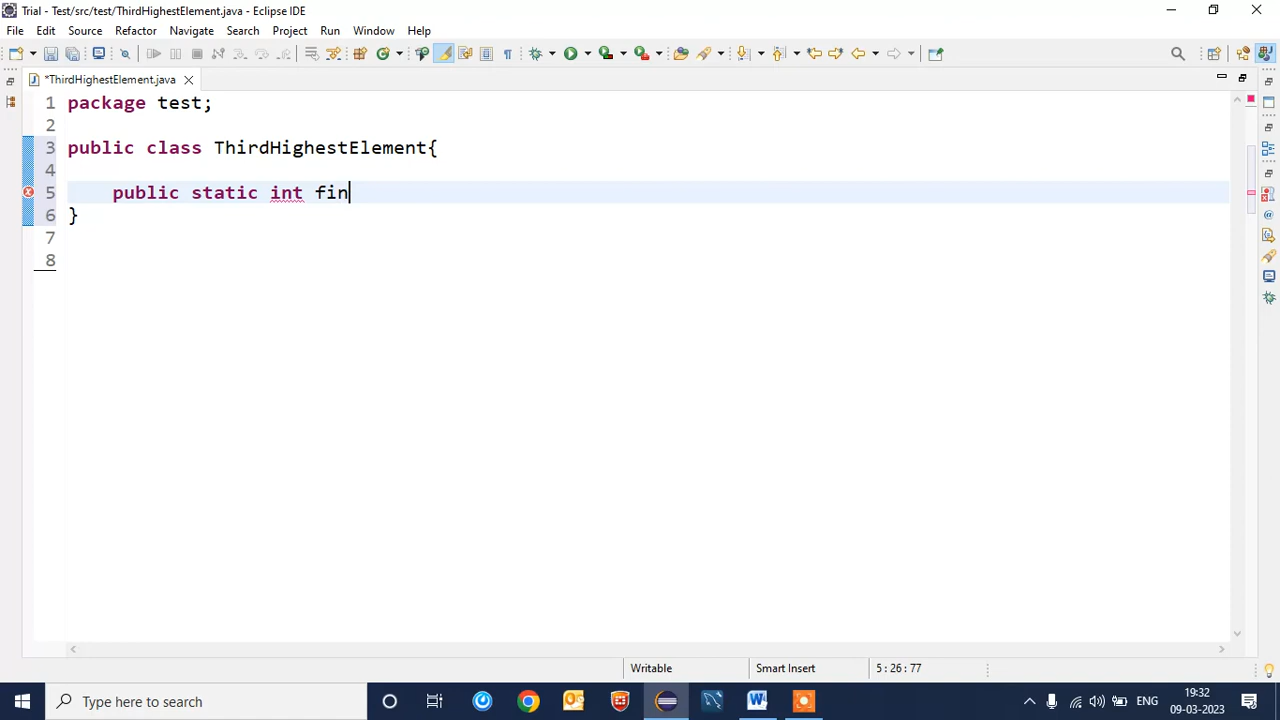 Trial - Test/src/test/ThirdHighestElement.java - Eclipse IDE
File Edit Source Refactor Navigate Search Project Run Window Help
*ThirdHighestElement.java
1 package test;
2
3 public class ThirdHighestElement{
4
5 public static int fin
6 }
7
8
Writable Smart Insert 5 : 26 : 77
Type here to search
ENG
19:32
09-03-2023